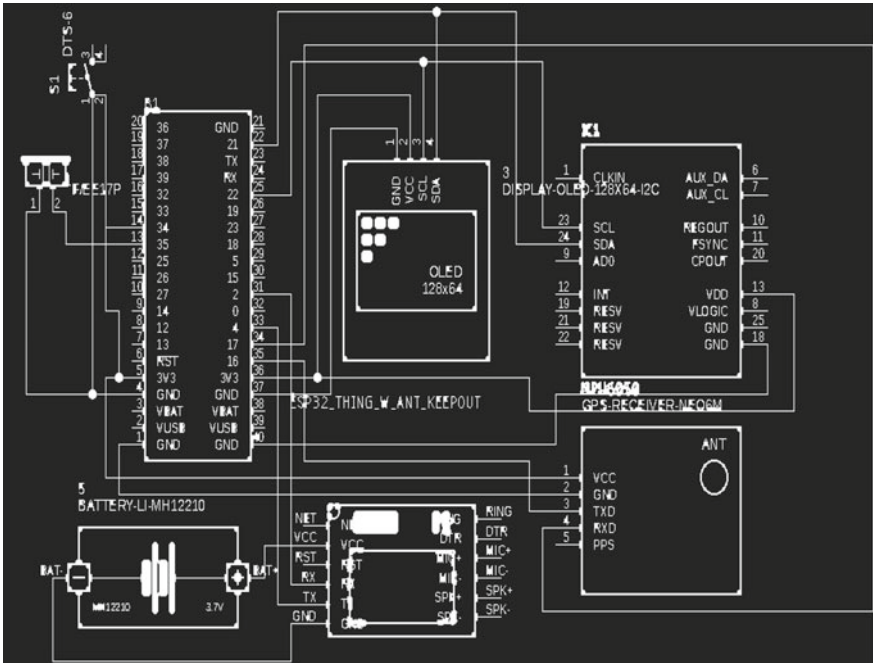 DTS-6
S1
3
4
1
2
1
2
20 36 GND 21
19 37 21 22
18 38 TX 23
17 39 RX 24
16 32 22 25
15 33 19 26
14 34 23 27
13 35 18 28
12 25 5 29
11 26 15 30
10 27 2 31
9 14 0 32
8 12 4 33
7 13 17 34
6 RST 16 35
5 3V3 3V3 36
4 GND GND 37
3 VBAT VBAT 38
2 VUSB VUSB 39
1 GND GND 40
ESP32_THING_W_ANT_KEEPOUT
1 2 3 4
GND VCC SCL SDA
OLED
128x64
3
DISPLAY-OLED-128X64-I2C
1 CLKIN AUX_DA 6
AUX_CL 7
23 SCL REGOUT 10
24 SDA FSYNC 11
9 AD0 CPOUT 20
12 INT VDD 13
19 RESV VLOGIC 8
21 RESV GND 25
22 RESV GND 18
MPU6050
GPS-RECEIVER-NEO6M
ANT
1 VCC
2 GND
3 TXD
4 RXD
5 PPS
5
BATTERY-LI-MH12210
BAT- BAT+
MH12210 3.7V
NET RING
VCC VCC DTR DTR
RST RST MIC+ MIC+
RX RX MIC- MIC-
TX SPK+ SPK+
GND SPK-